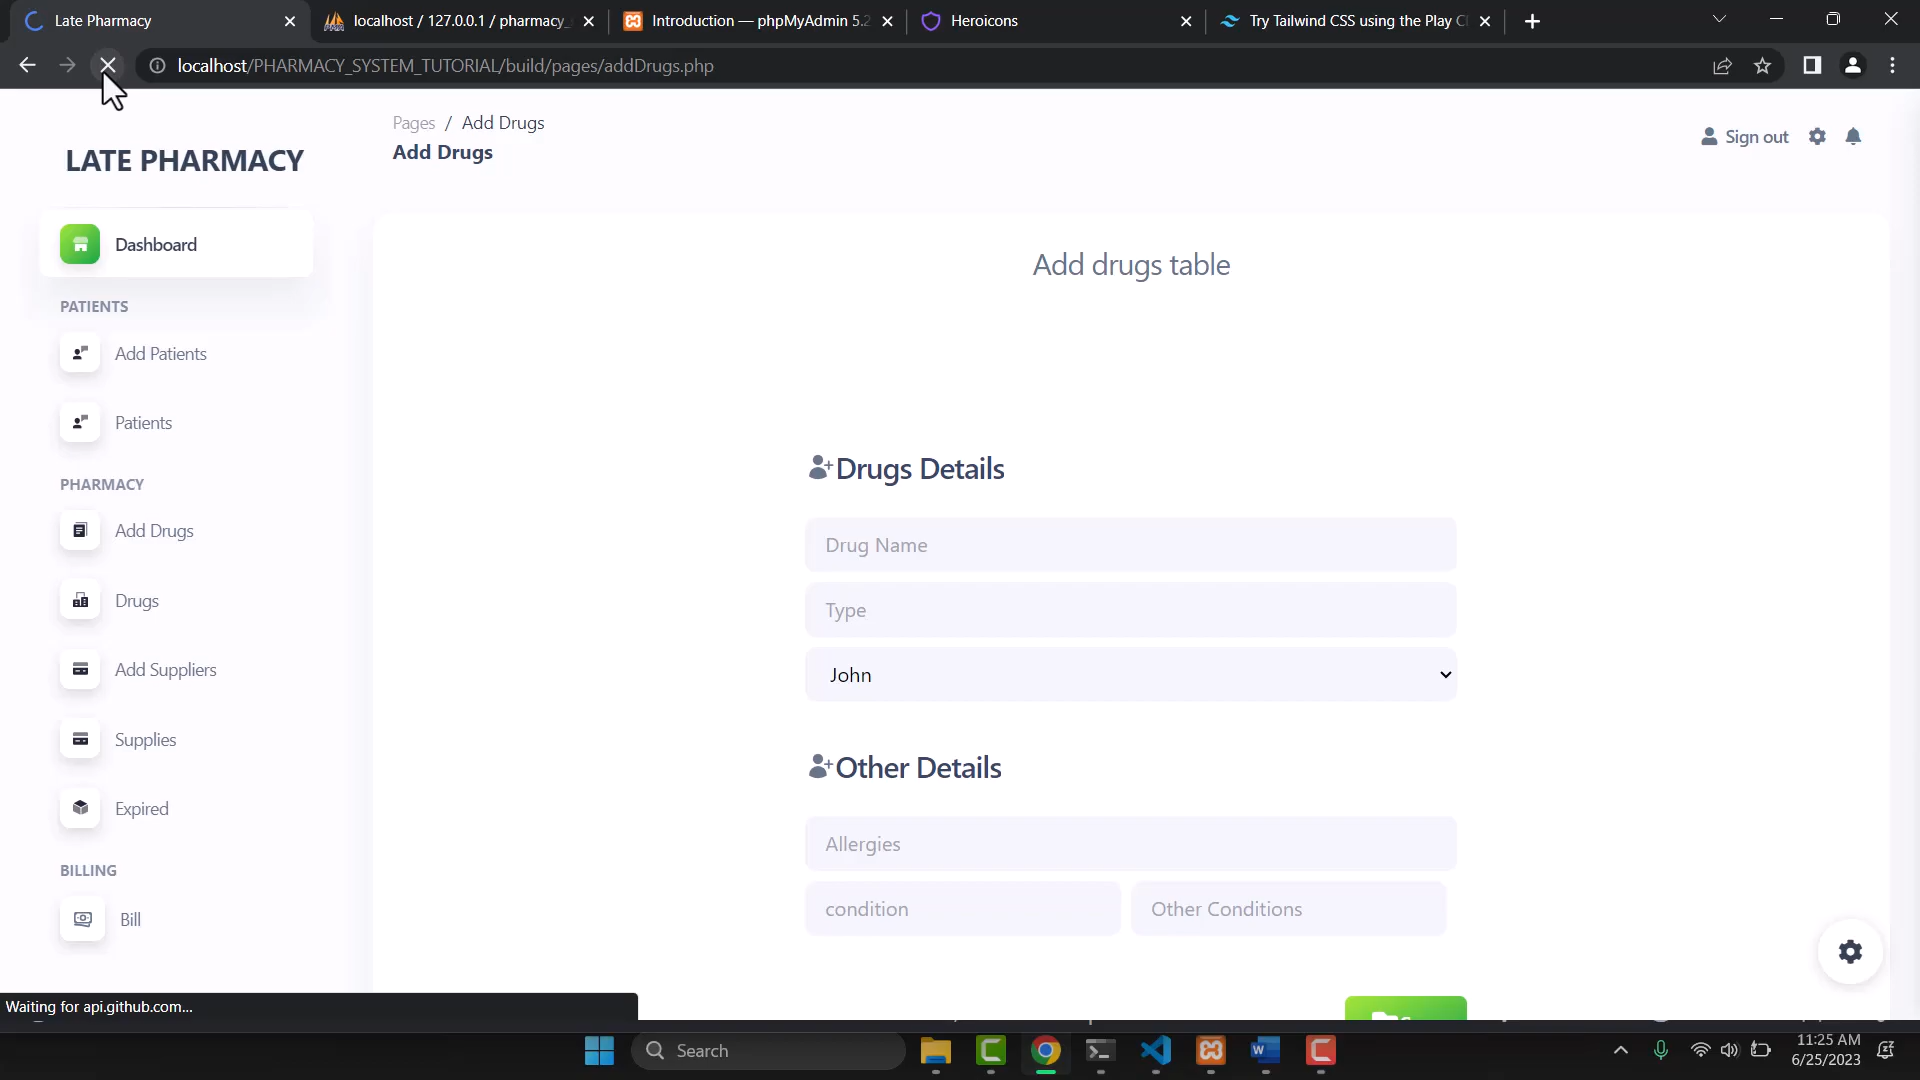 Late Pharmacy
localhost / 127.0.0.1 / pharmacy_
Introduction — phpMyAdmin 5.2
Heroicons
Try Tailwind CSS using the Play C
localhost/PHARMACY_SYSTEM_TUTORIAL/build/pages/addDrugs.php
Pages / Add Drugs
Add Drugs
Sign out
LATE PHARMACY
Dashboard
PATIENTS
Add Patients
Patients
PHARMACY
Add Drugs
Drugs
Add Suppliers
Supplies
Expired
BILLING
Bill
Add drugs table
Drugs Details
Drug Name
Type
John
Other Details
Allergies
condition
Other Conditions
Waiting for api.github.com...
Search
11:25 AM
6/25/2023